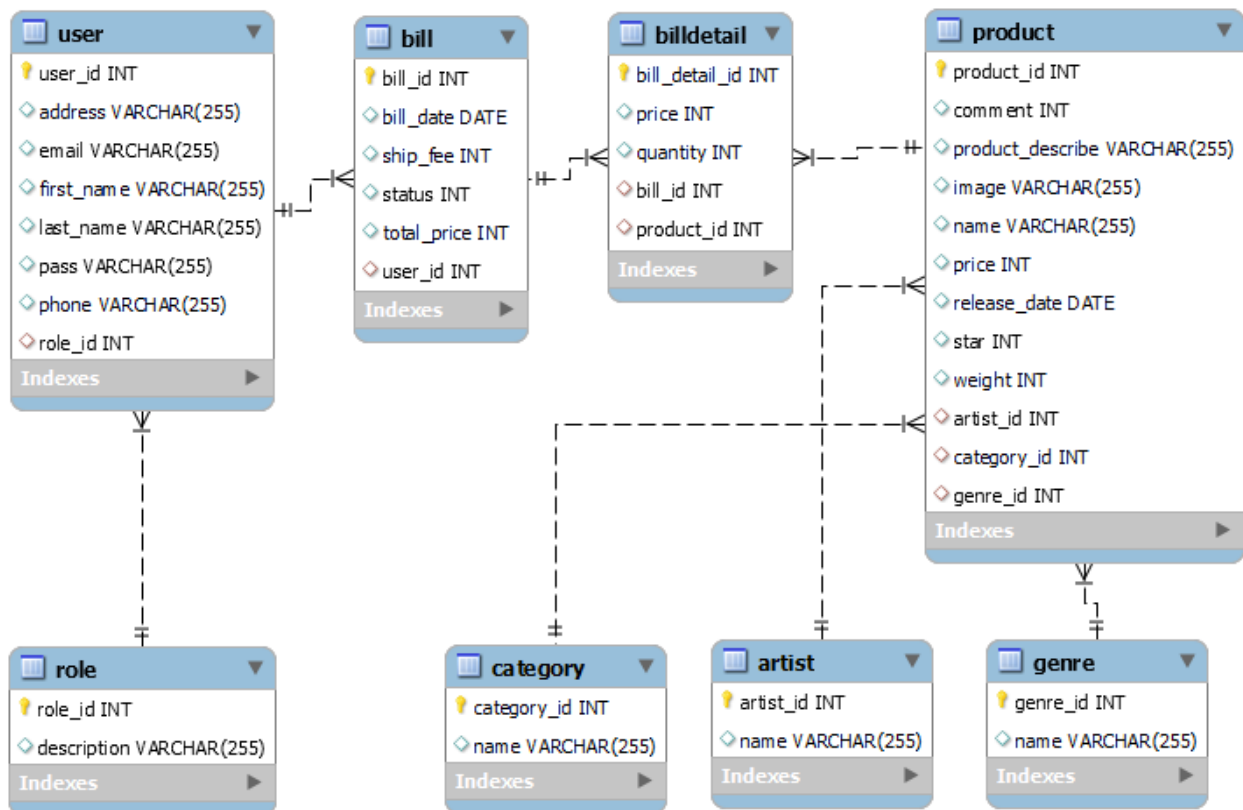 user
user_id INT
address VARCHAR(255)
email VARCHAR(255)
first_name VARCHAR(255)
last_name VARCHAR(255)
pass VARCHAR(255)
phone VARCHAR(255)
role_id INT
Indexes
bill
bill_id INT
bill_date DATE
ship_fee INT
status INT
total_price INT
user_id INT
Indexes
billdetail
bill_detail_id INT
price INT
quantity INT
bill_id INT
product_id INT
Indexes
product
product_id INT
comment INT
product_describe VARCHAR(255)
image VARCHAR(255)
name VARCHAR(255)
price INT
release_date DATE
star INT
weight INT
artist_id INT
category_id INT
genre_id INT
Indexes
role
role_id INT
description VARCHAR(255)
Indexes
category
category_id INT
name VARCHAR(255)
Indexes
artist
artist_id INT
name VARCHAR(255)
Indexes
genre
genre_id INT
name VARCHAR(255)
Indexes